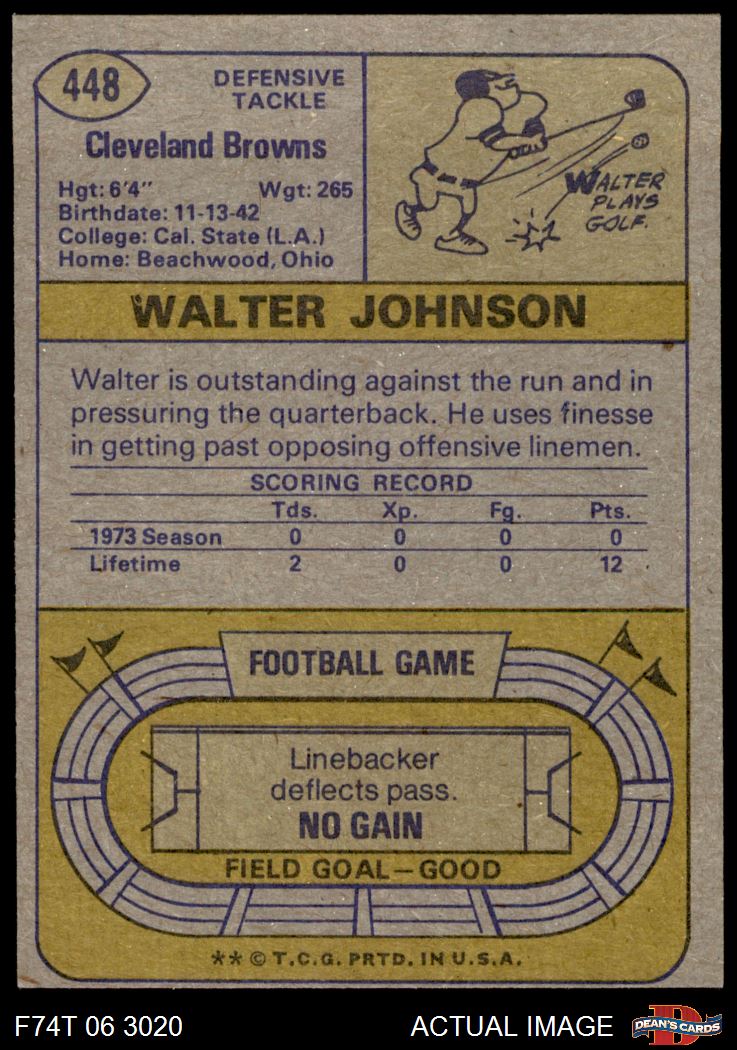 448
DEFENSIVE
TACKLE
Cleveland Browns
Hgt: 6'4" Wgt: 265
Birthdate: 11-13-42
College: Cal. State (L.A.)
Home: Beachwood, Ohio
WALTER
PLAYS
GOLF.
WALTER JOHNSON
Walter is outstanding against the run and in
pressuring the quarterback. He uses finesse
in getting past opposing offensive linemen.
SCORING RECORD
Tds. Xp. Fg. Pts.
1973 Season 0 0 0 0
Lifetime 2 0 0 12
FOOTBALL GAME
Linebacker
deflects pass.
NO GAIN
FIELD GOAL—GOOD
** © T.C.G. PRTD. IN U.S.A.
F74T 06 3020 ACTUAL IMAGE
D
DEAN'S CARDS